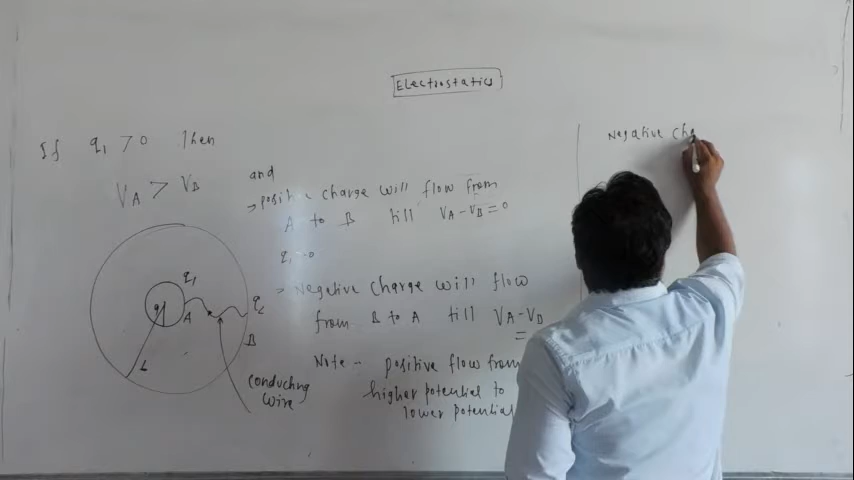 Electrostatics
If q1 > 0 Then
VA > VB
and
→ positive charge will flow from
A to B till VA-VB=0
→ Negative charge will flow
from B to A till VA-VB
=
Note - positive flow from
higher potential to
lower potential
q1
A
q2
B
conducting
wire
Negative cha